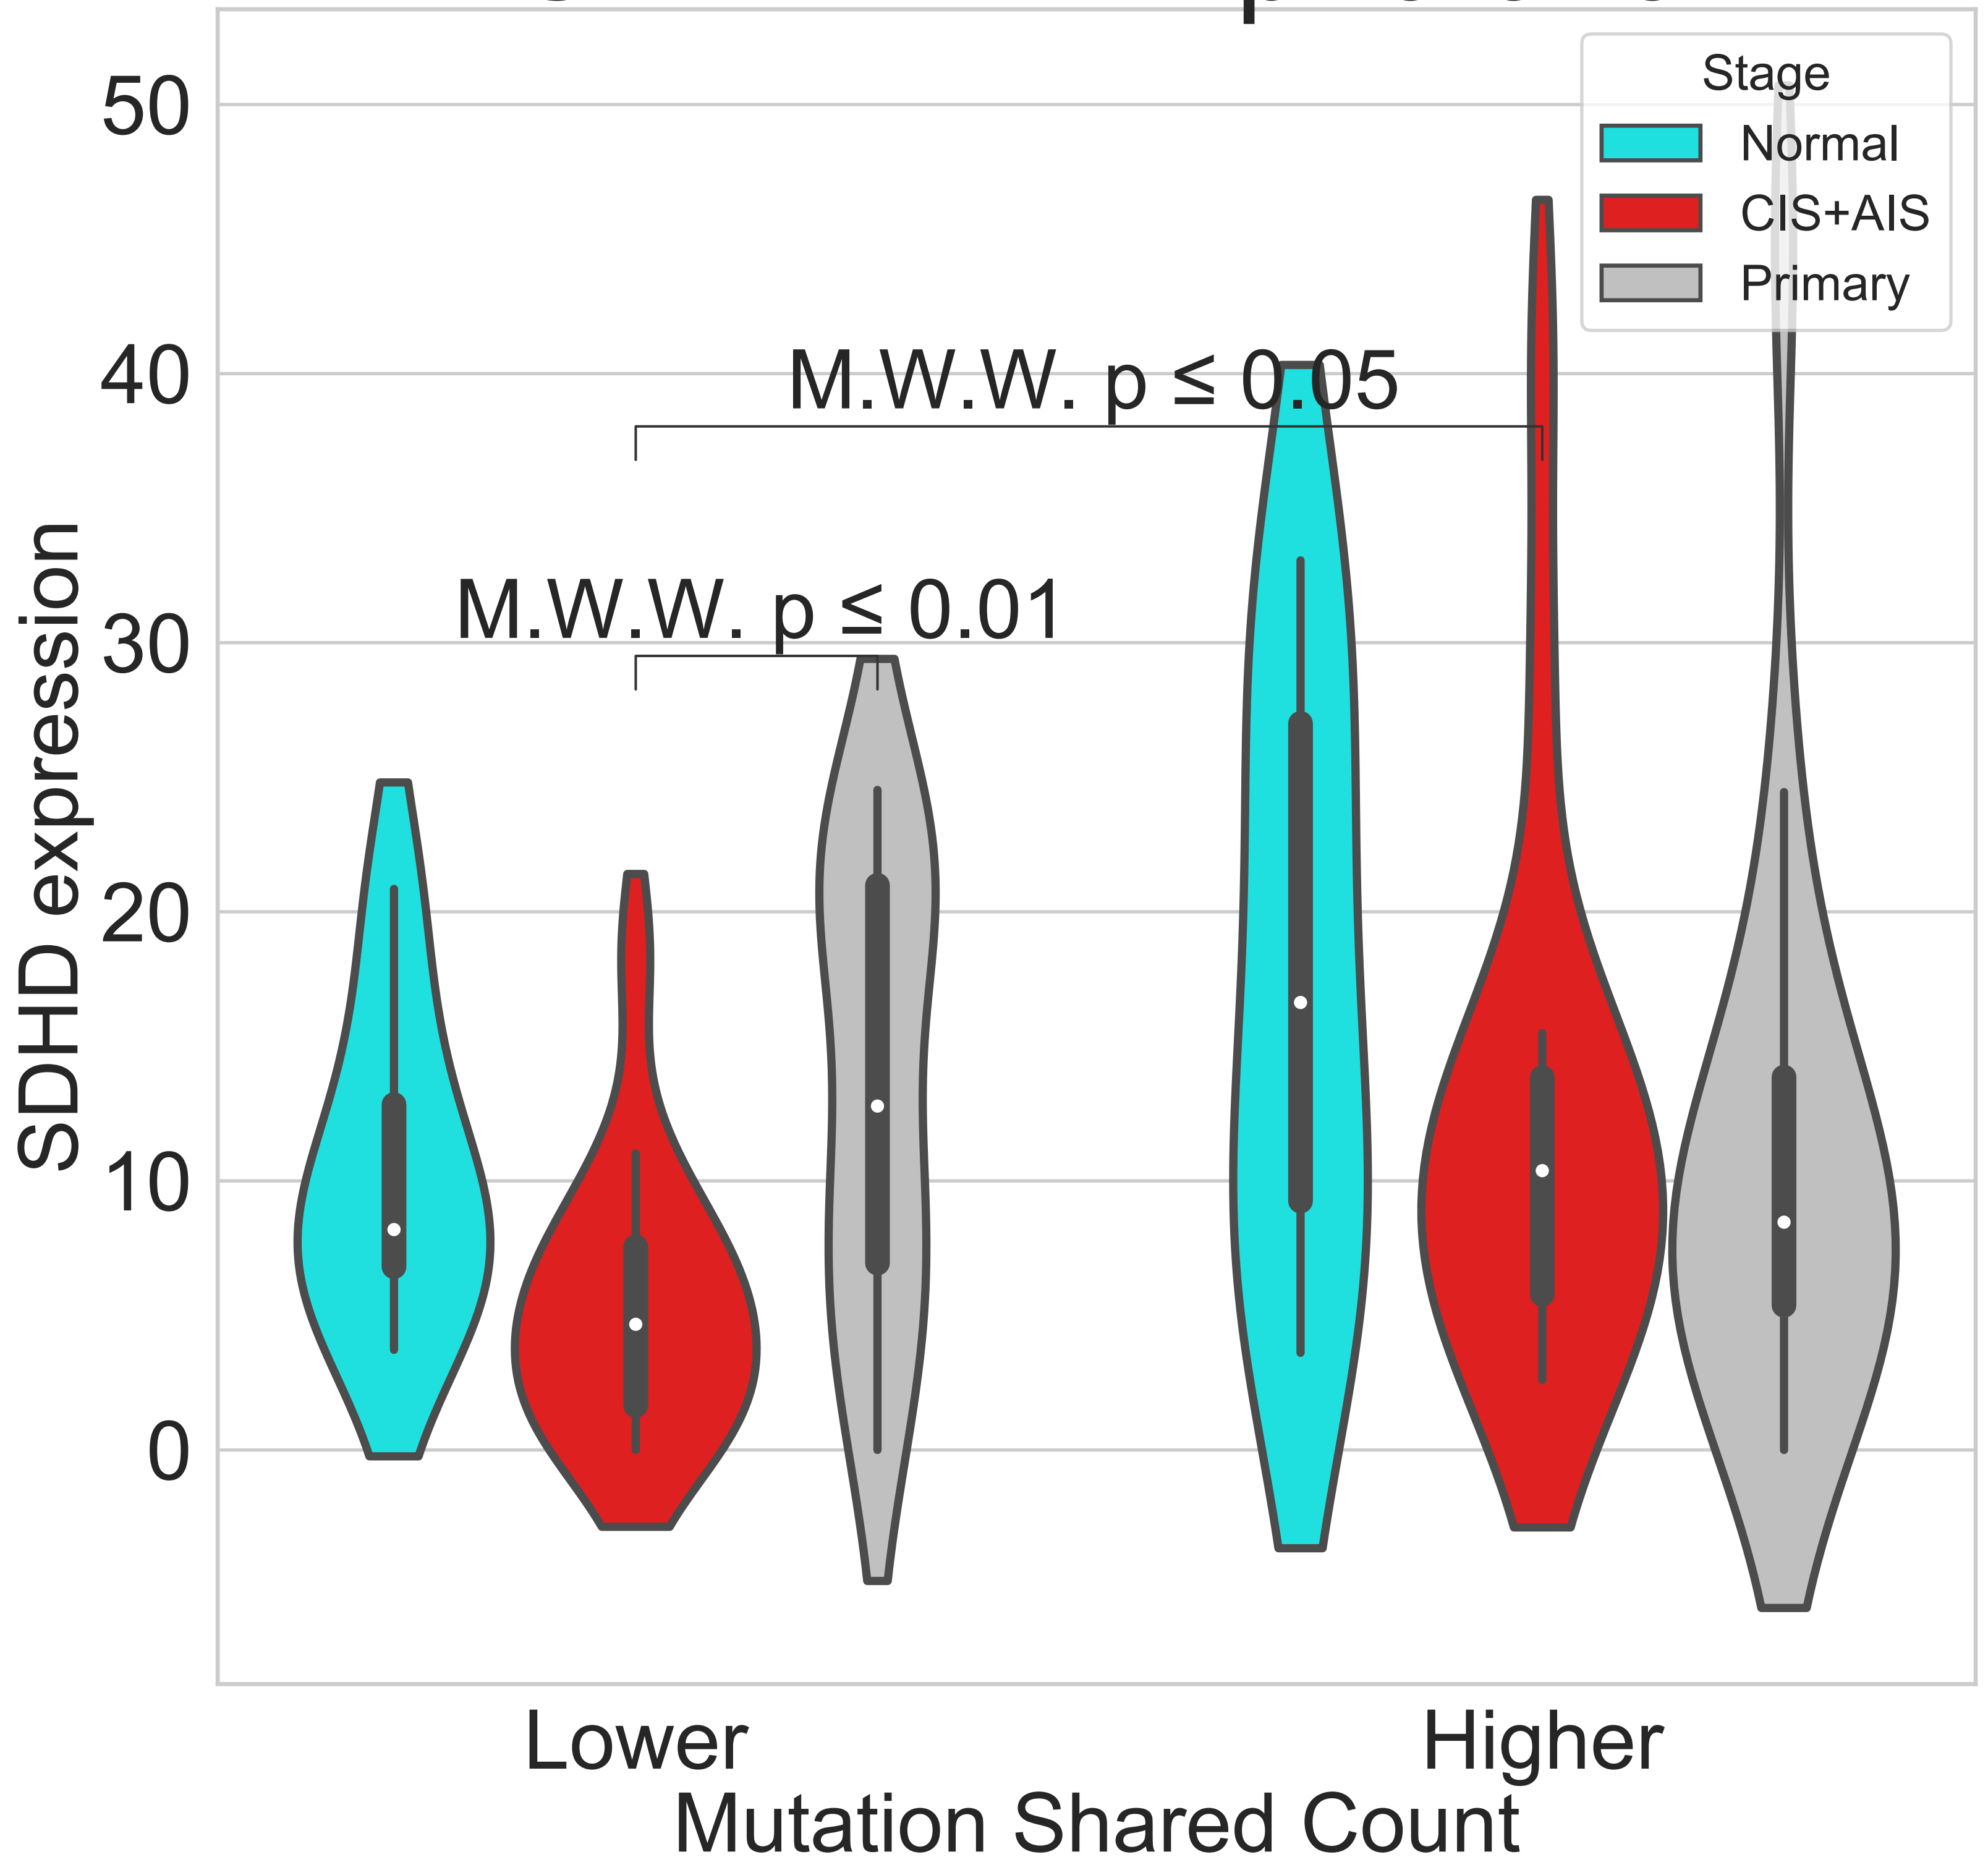 Stage
Normal
CIS+AIS
Primary
50
40
30
20
10
0
SDHD expression
M.W.W. p ≤ 0.05
M.W.W. p ≤ 0.01
Lower
Higher
Mutation Shared Count